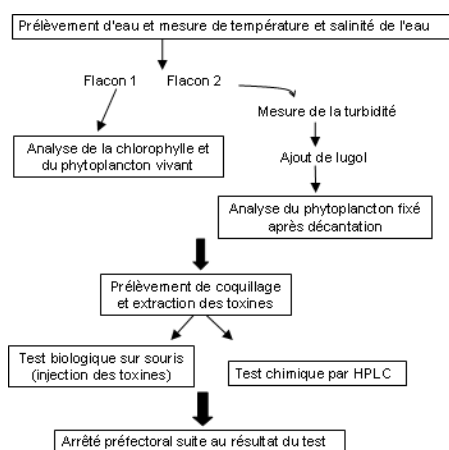 Prélèvement d'eau et mesure de température et salinité de l'eau
Flacon 1
Flacon 2
Mesure de la turbidité
Analyse de la chlorophylle et
du phytoplancton vivant
Ajout de lugol
Analyse du phytoplancton fixé
après décantation
Prélèvement de coquillage
et extraction des toxines
Test biologique sur souris
(injection des toxines)
Test chimique par HPLC
Arrêté préfectoral suite au résultat du test